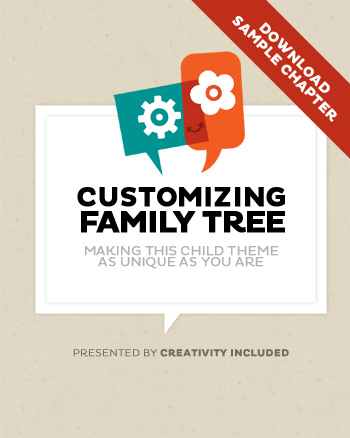 DOWNLOAD
SAMPLE CHAPTER
CUSTOMIZING
FAMILY TREE
MAKING THIS CHILD THEME
AS UNIQUE AS YOU ARE
PRESENTED BY CREATIVITY INCLUDED